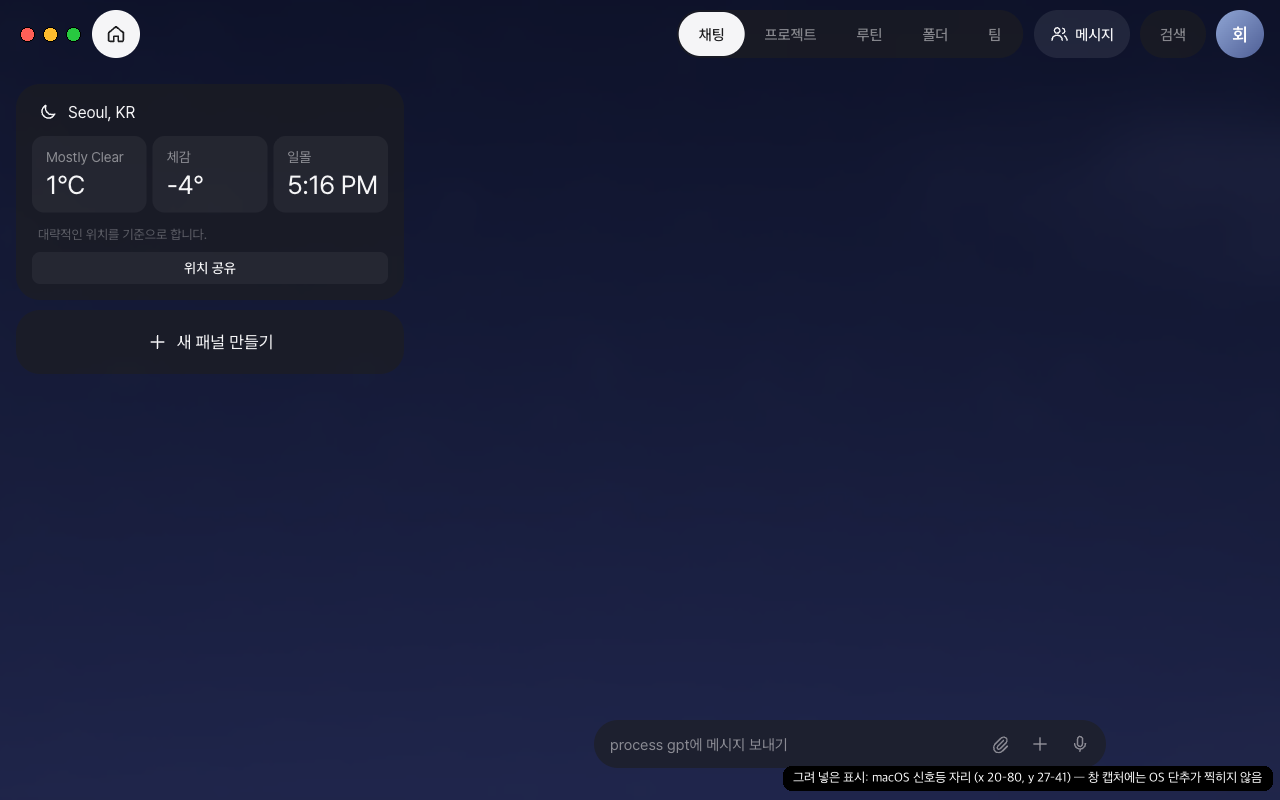 채팅 프로젝트 루틴 폴더 팀 메시지 검색 회
Seoul, KR
Mostly Clear 체감 일몰
1°C -4° 5:16 PM
대략적인 위치를 기준으로 합니다.
위치 공유
새 패널 만들기
process gpt에 메시지 보내기
그려 넣은 표시: macOS 신호등 자리 (x 20-80, y 27-41) — 창 캡처에는 OS 단추가 찍히지 않음